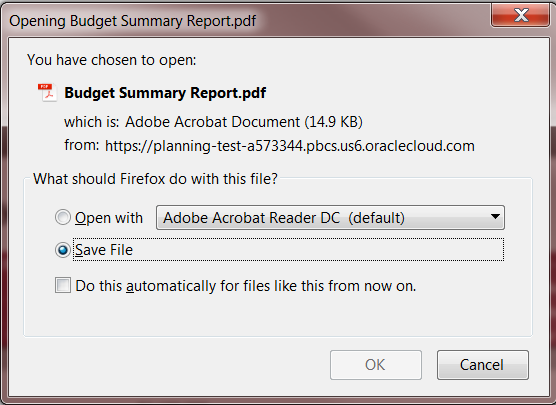 Opening Budget Summary Report.pdf
You have chosen to open:
Budget Summary Report.pdf
which is: Adobe Acrobat Document (14.9 KB)
from: https://planning-test-a573344.pbcs.us6.oraclecloud.com
What should Firefox do with this file?
Open with Adobe Acrobat Reader DC (default)
Save File
Do this automatically for files like this from now on.
OK Cancel